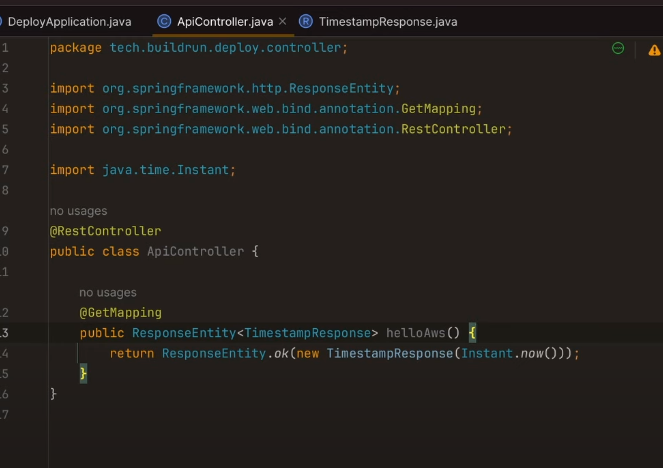 DeployApplication.java ApiController.java TimestampResponse.java
1 package tech.buildrun.deploy.controller;
2
3 import org.springframework.http.ResponseEntity;
4 import org.springframework.web.bind.annotation.GetMapping;
5 import org.springframework.web.bind.annotation.RestController;
6
7 import java.time.Instant;
8
no usages
9 @RestController
10 public class ApiController {
11
no usages
12 @GetMapping
13 public ResponseEntity<TimestampResponse> helloAws() {
14 return ResponseEntity.ok(new TimestampResponse(Instant.now()));
15 }
16 }
17